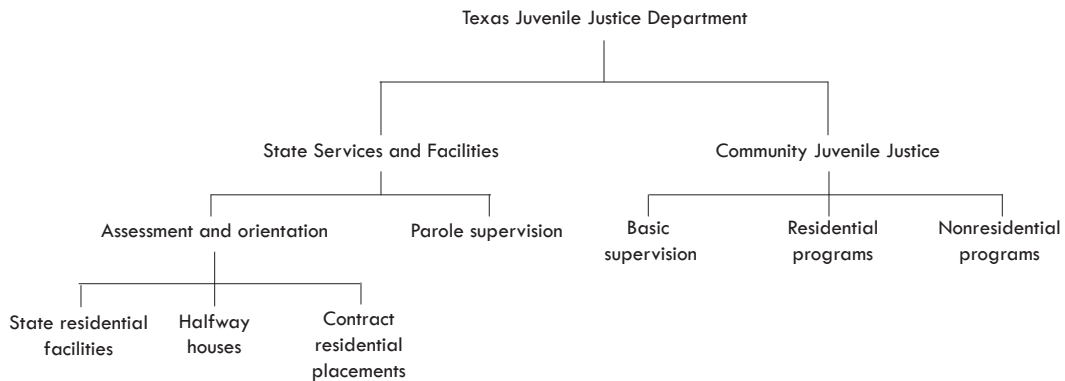 Texas Juvenile Justice Department
State Services and Facilities
Community Juvenile Justice
Assessment and orientation
Parole supervision
Basic
supervision
Residential
programs
Nonresidential
programs
State residential
facilities
Halfway
houses
Contract
residential
placements